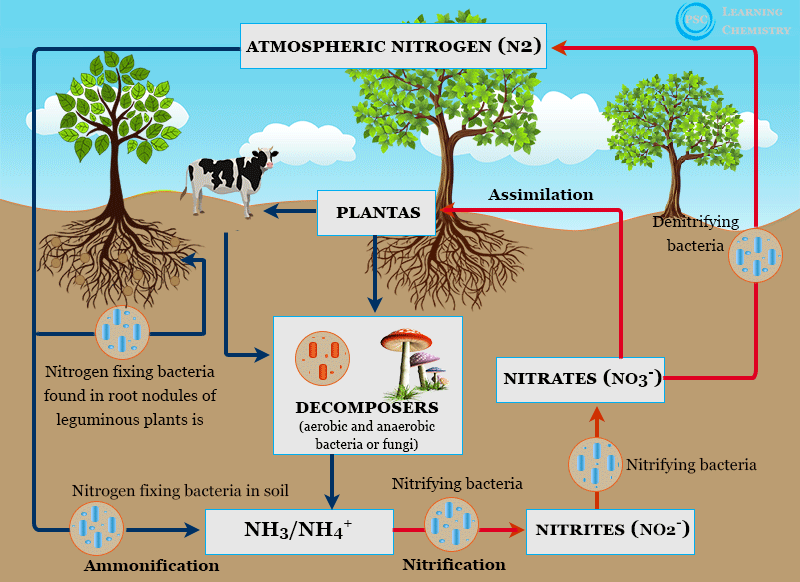 PSC
Learning
Chemistry
ATMOSPHERIC NITROGEN (N2)
Assimilation
PLANTAS
Denitrifying
bacteria
Nitrogen fixing bacteria
found in root nodules of
leguminous plants is
DECOMPOSERS
(aerobic and anaerobic
bacteria or fungi)
NITRATES (NO3⁻)
Nitrifying bacteria
Nitrogen fixing bacteria in soil
Nitrifying bacteria
NH₃/NH₄⁺
NITRITES (NO2⁻)
Ammonification
Nitrification